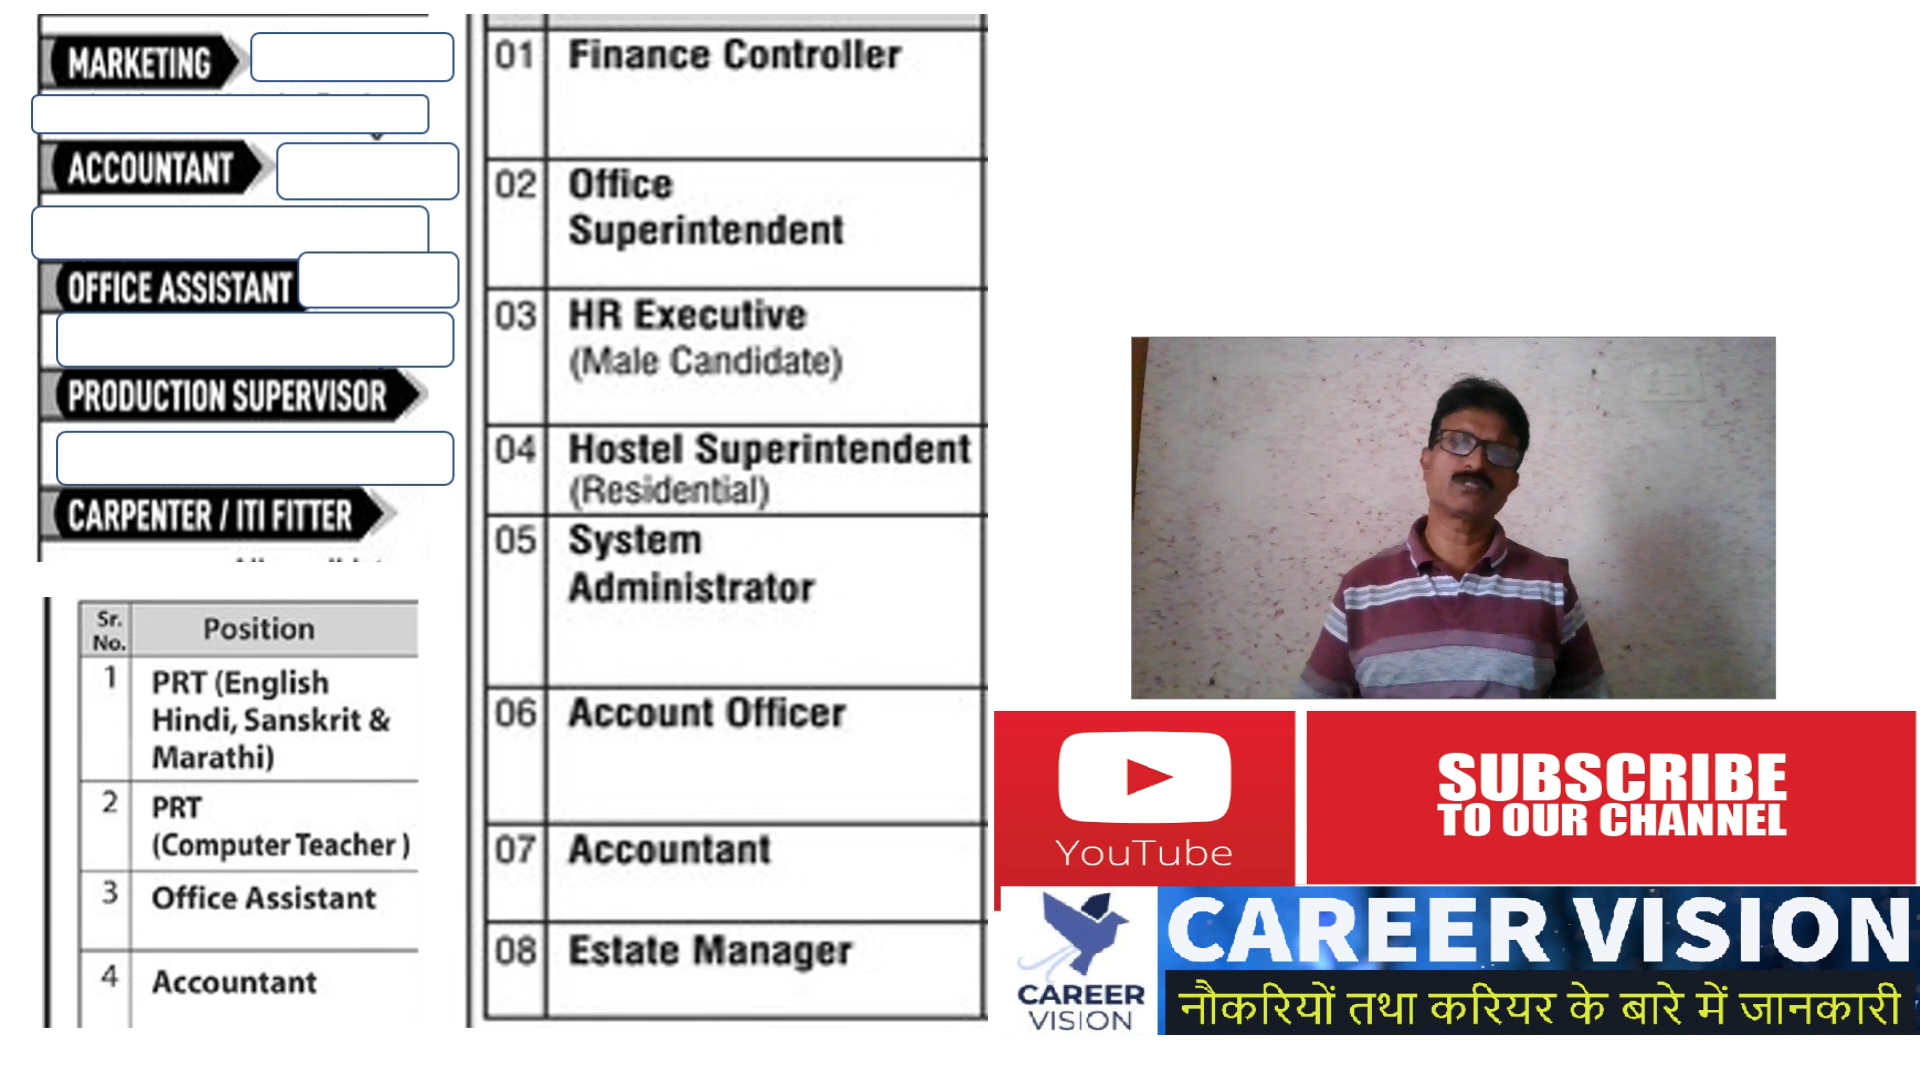 MARKETING
ACCOUNTANT
OFFICE ASSISTANT
PRODUCTION SUPERVISOR
CARPENTER / ITI FITTER
Sr. No. Position
1 PRT (English
Hindi, Sanskrit &
Marathi)
2 PRT
(Computer Teacher )
3 Office Assistant
4 Accountant
01 Finance Controller
02 Office
Superintendent
03 HR Executive
(Male Candidate)
04 Hostel Superintendent
(Residential)
05 System
Administrator
06 Account Officer
07 Accountant
08 Estate Manager
YouTube
SUBSCRIBE
TO OUR CHANNEL
CAREER
VISION
CAREER VISION
नौकरियों तथा करियर के बारे में जानकारी